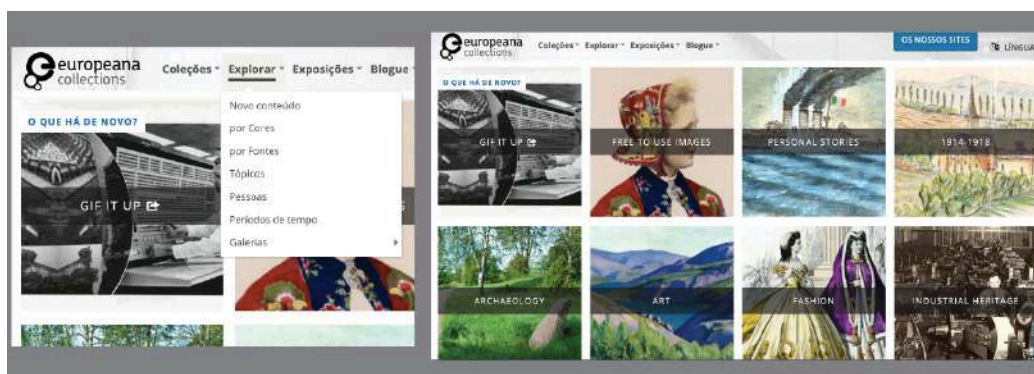 europeana
collections
Coleções Explorar Exposições Blogue
O QUE HÁ DE NOVO?
GIF IT UP
Novo conteúdo
por Cores
por Fontes
Tópicos
Pessoas
Períodos de tempo
Galerias
S
europeana
collections
Coleções Explorar Exposições Blogue
OS NOSSOS SITES
LÍNGUA
O QUE HÁ DE NOVO?
GIF IT UP
FREE TO USE IMAGES
PERSONAL STORIES
1914-1918
ARCHAEOLOGY
ART
FASHION
INDUSTRIAL HERITAGE